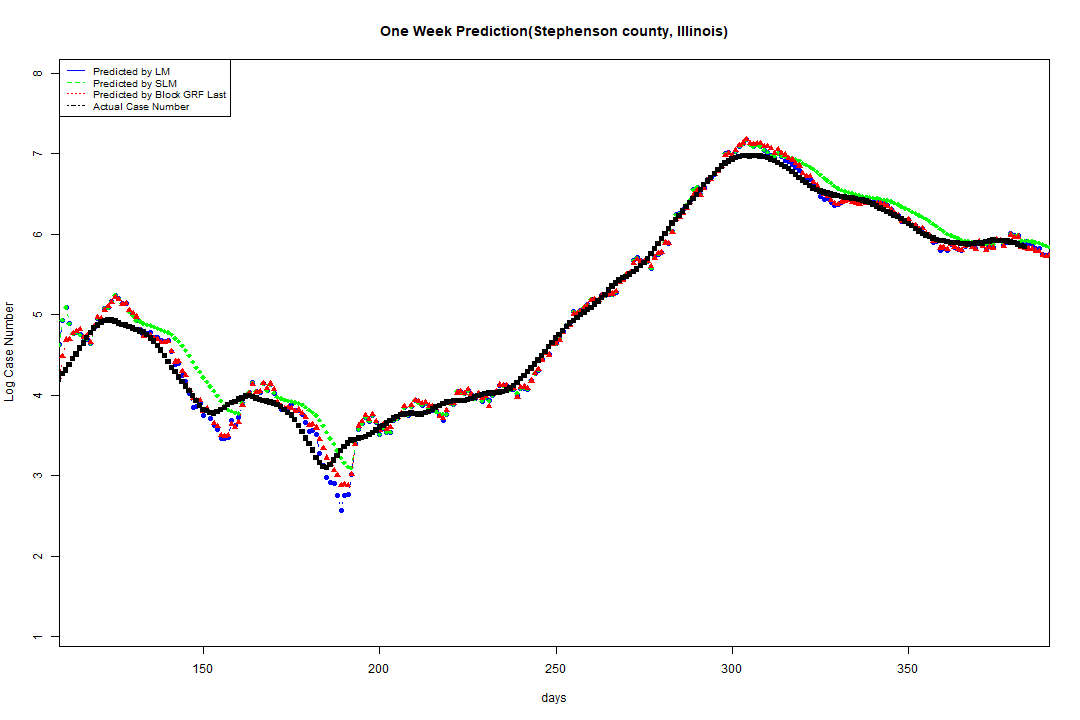 One Week Prediction(Stephenson county, Illinois)
Predicted by LM
Predicted by SLM
Predicted by Block GRF Last
Actual Case Number
8
7
6
5
4
3
2
1
Log Case Number
150 200 250 300 350
days